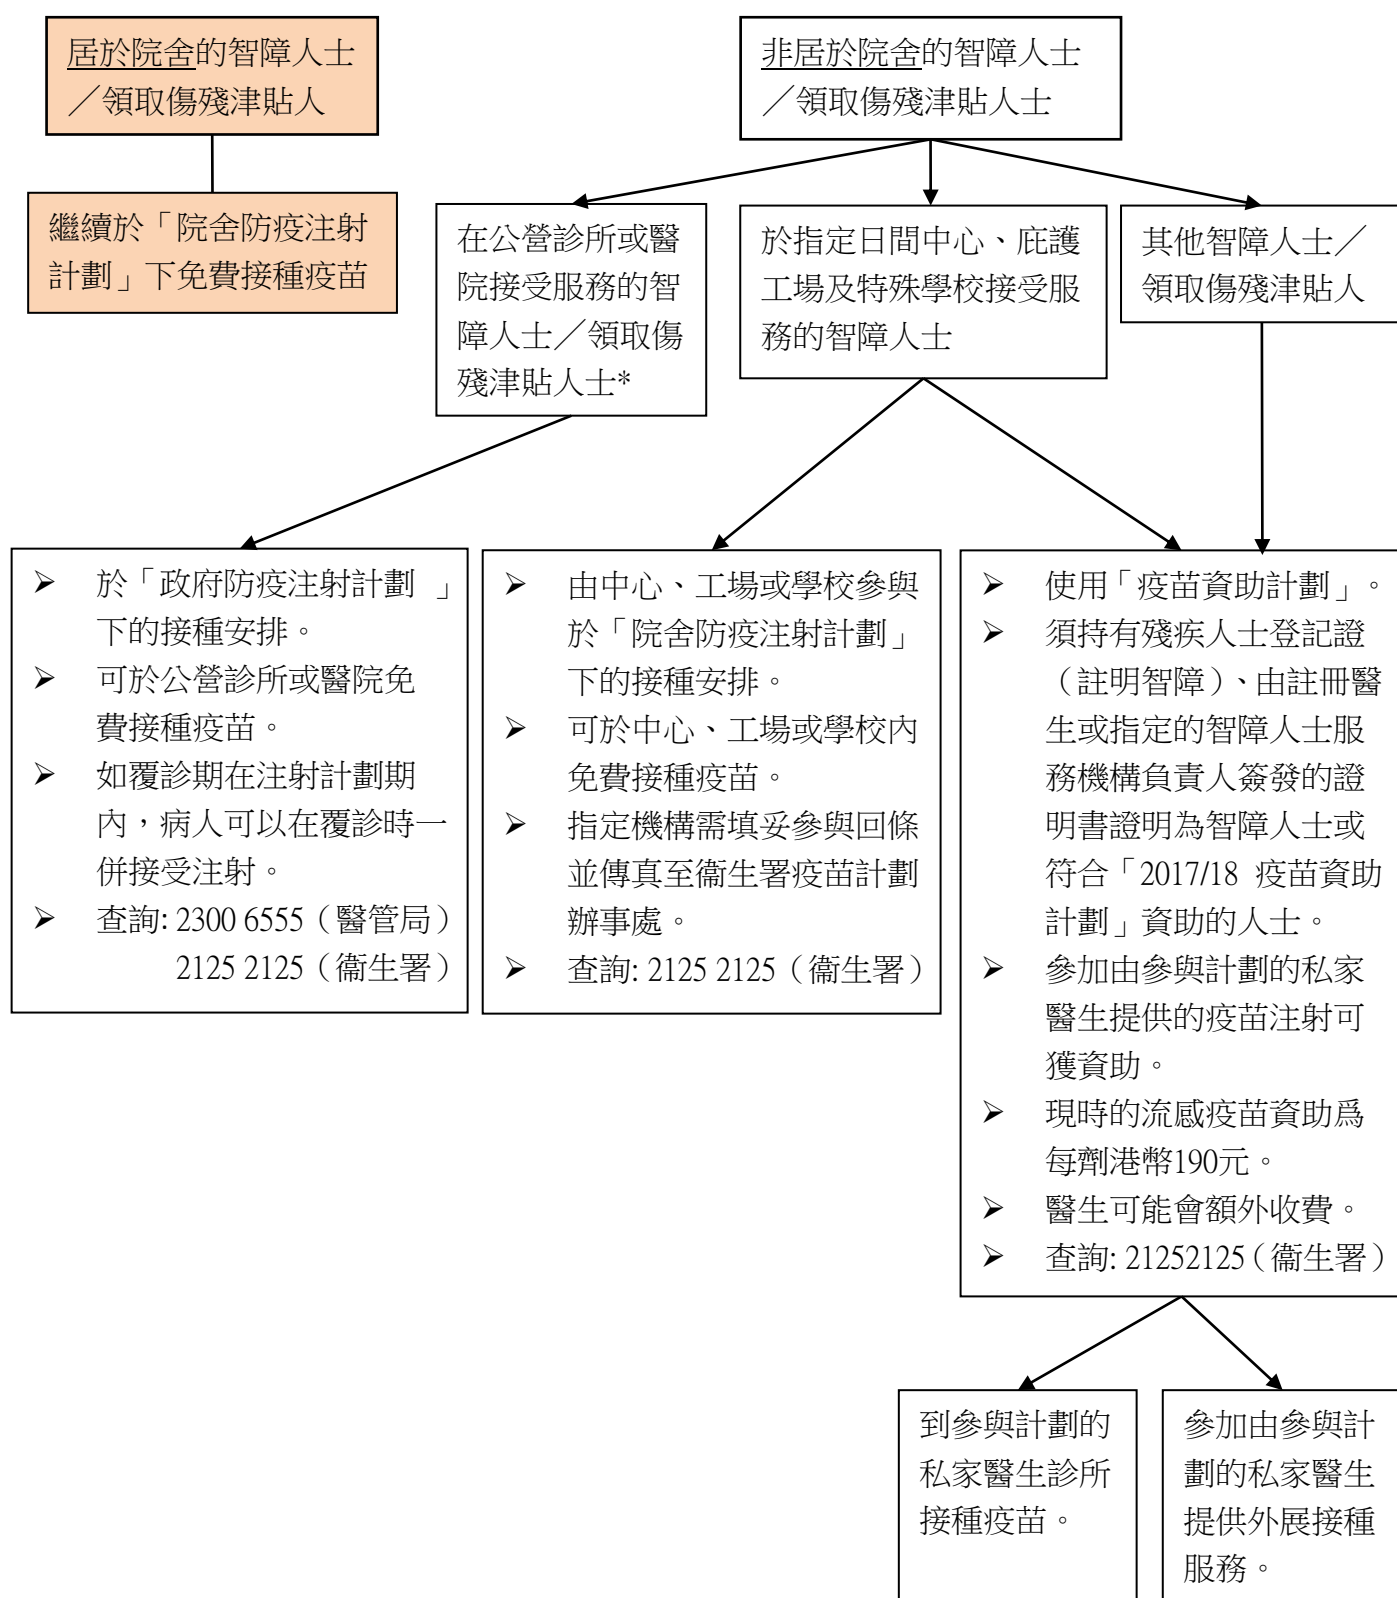 居於院舍的智障人士
／領取傷殘津貼人
非居於院舍的智障人士
／領取傷殘津貼人士
繼續於「院舍防疫注射
計劃」下免費接種疫苗
在公營診所或醫
院接受服務的智
障人士／領取傷
殘津貼人士*
於指定日間中心、庇護
工場及特殊學校接受服
務的智障人士
其他智障人士／
領取傷殘津貼人
➢ 於「政府防疫注射計劃 」
下的接種安排。
➢ 可於公營診所或醫院免
費接種疫苗。
➢ 如覆診期在注射計劃期
內，病人可以在覆診時一
併接受注射。
➢ 查詢: 2300 6555（醫管局）
2125 2125（衞生署）
➢ 由中心、工場或學校參與
於「院舍防疫注射計劃」
下的接種安排。
➢ 可於中心、工場或學校內
免費接種疫苗。
➢ 指定機構需填妥參與回條
並傳真至衞生署疫苗計劃
辦事處。
➢ 查詢: 2125 2125（衞生署）
➢ 使用「疫苗資助計劃」。
➢ 須持有殘疾人士登記證
（註明智障）、由註冊醫
生或指定的智障人士服
務機構負責人簽發的證
明書證明為智障人士或
符合「2017/18 疫苗資助
計劃」資助的人士。
➢ 參加由參與計劃的私家
醫生提供的疫苗注射可
獲資助。
➢ 現時的流感疫苗資助爲
每劑港幣190元。
➢ 醫生可能會額外收費。
➢ 查詢: 21252125（衞生署）
到參與計劃的
私家醫生診所
接種疫苗。
參加由參與計
劃的私家醫生
提供外展接種
服務。